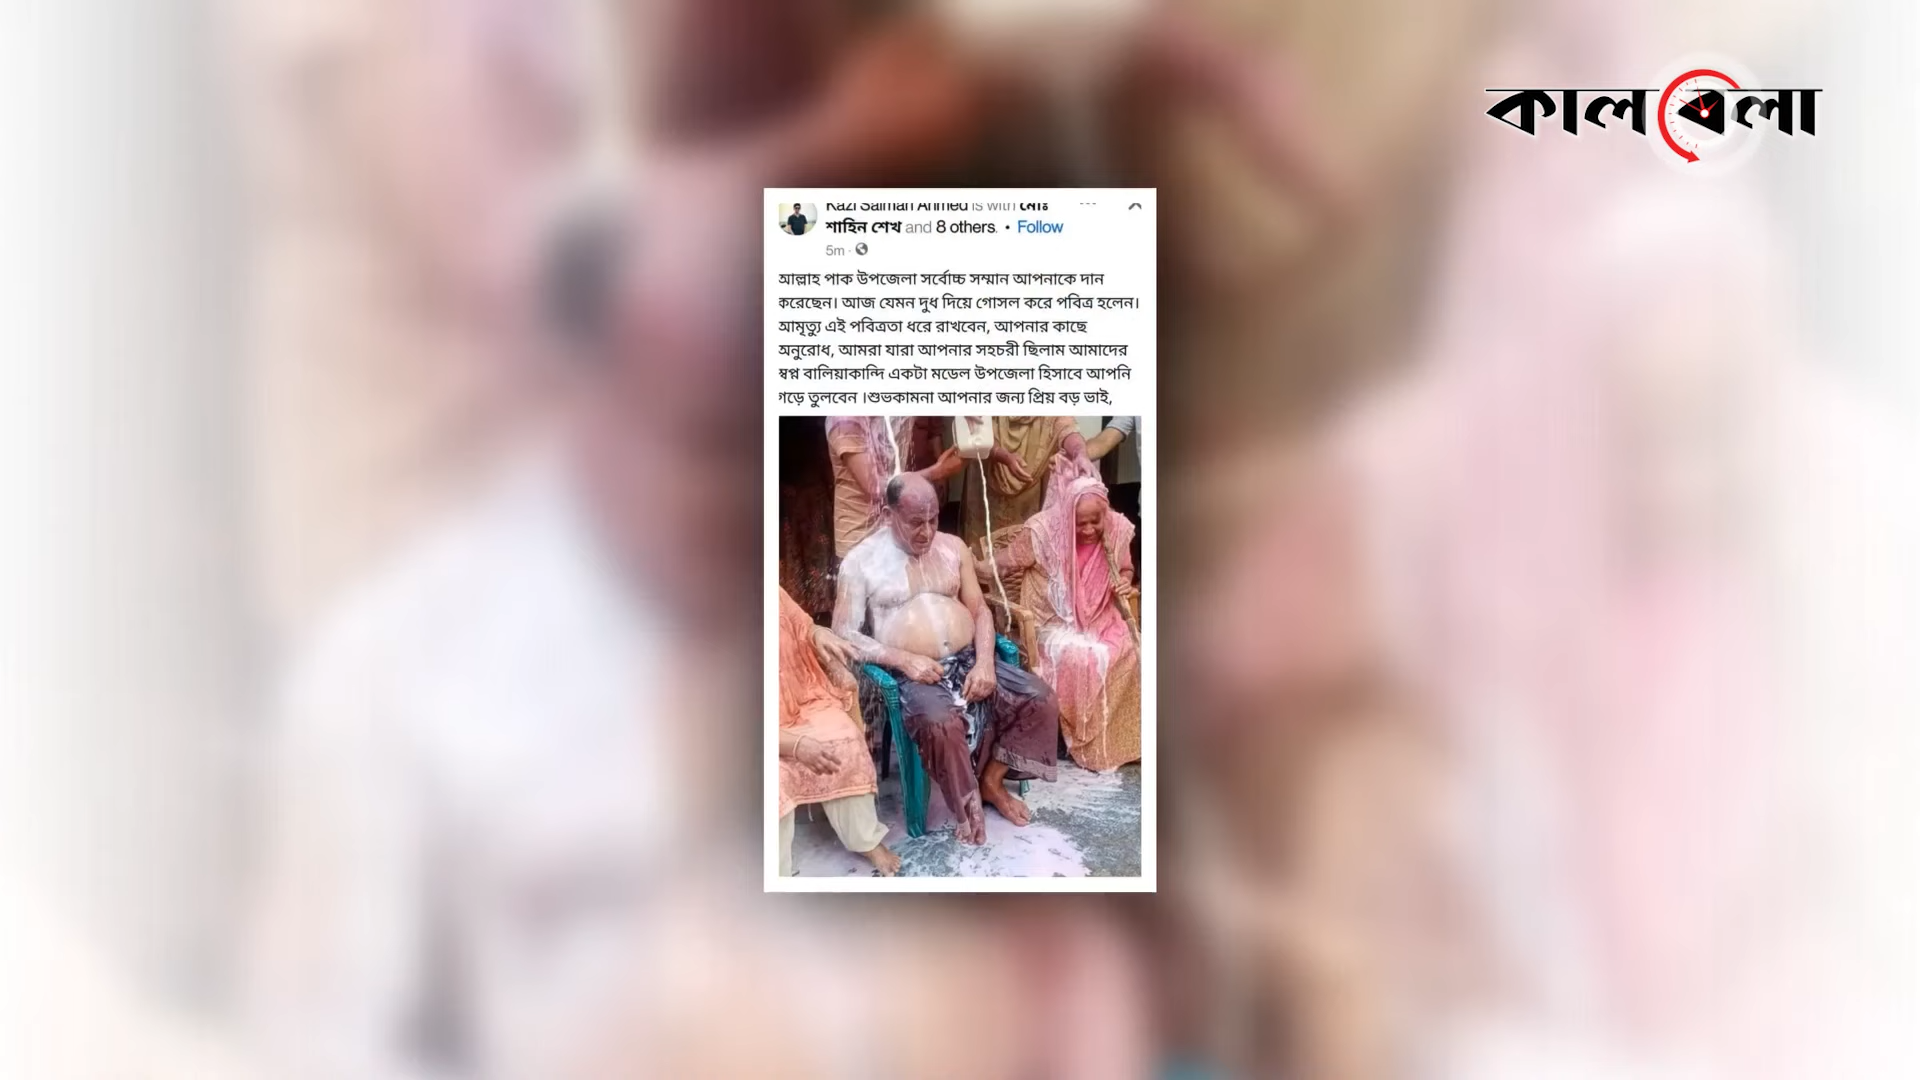 কালবেলা
Kazi Salman Ahmed is with মোঃ
শাহিন শেখ and 8 others. • Follow
5m ·
আল্লাহ পাক উপজেলা সর্বোচ্চ সম্মান আপনাকে দান
করেছেন। আজ যেমন দুধ দিয়ে গোসল করে পবিত্র হলেন।
আমৃত্যু এই পবিত্রতা ধরে রাখবেন, আপনার কাছে
অনুরোধ, আমরা যারা আপনার সহচরী ছিলাম আমাদের
স্বপ্ন বালিয়াকান্দি একটা মডেল উপজেলা হিসাবে আপনি
গড়ে তুলবেন ।শুভকামনা আপনার জন্য প্রিয় বড় ভাই,